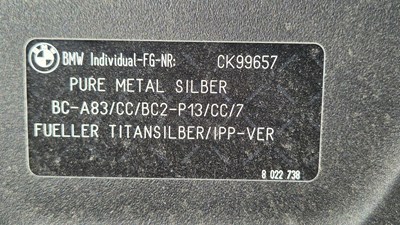 BMW Individual-FG-NR: CK99657
PURE METAL SILBER
BC-A83/CC/BC2-P13/CC/7
FUELLER TITANSILBER/IPP-VER
8 022 738